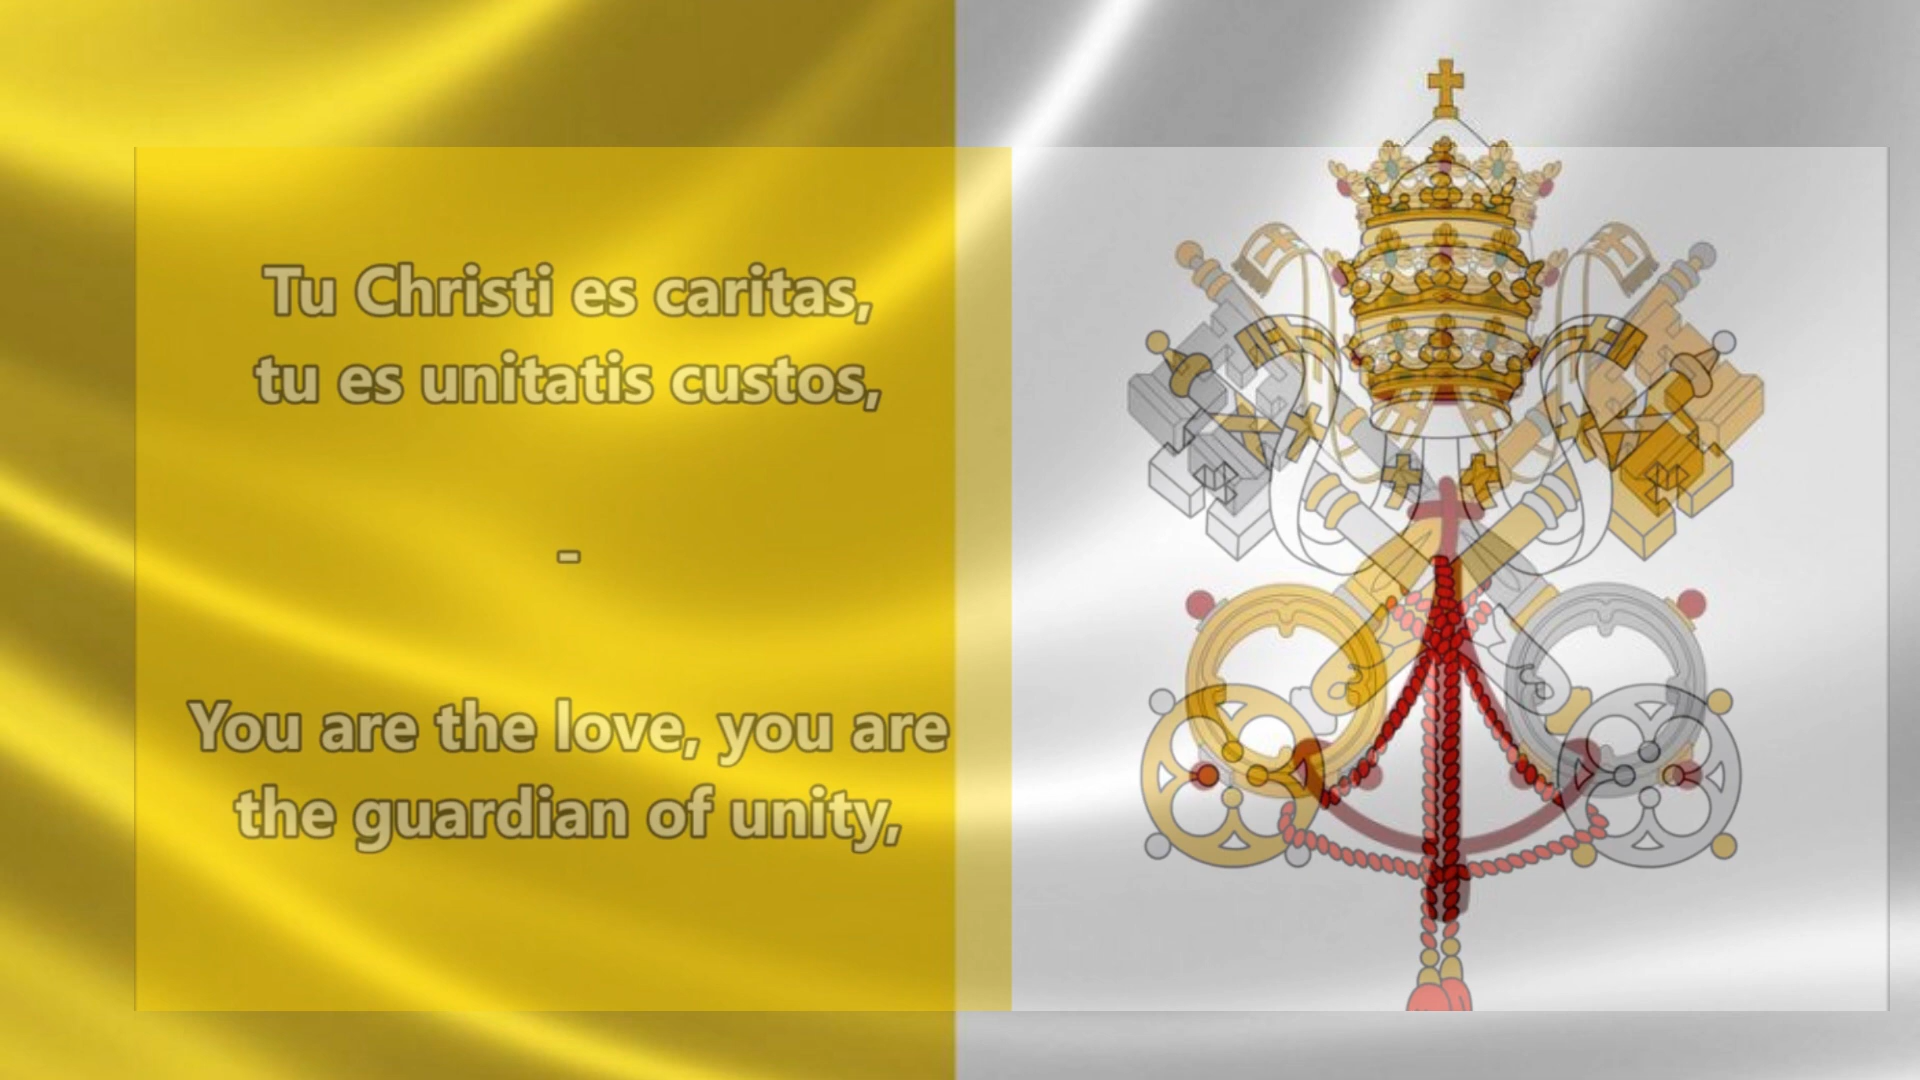 Tu Christi es caritas,
tu es unitatis custos,
-
You are the love, you are
the guardian of unity,